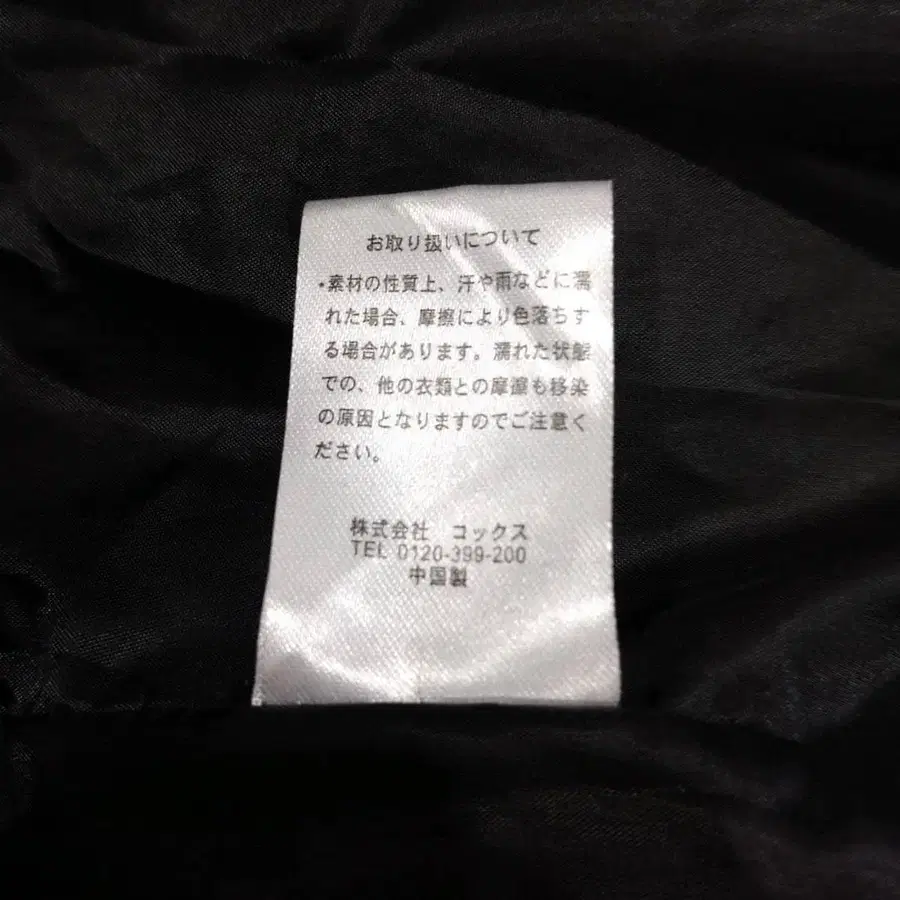 お取り扱いについて
・素材の性質上、汗や雨などに濡
れた場合、摩擦により色落ちす
る場合があります。濡れた状態
での、他の衣類との摩擦も移染
の原因となりますのでご注意く
ださい。
株式会社 コックス
TEL 0120-399-200
中国製